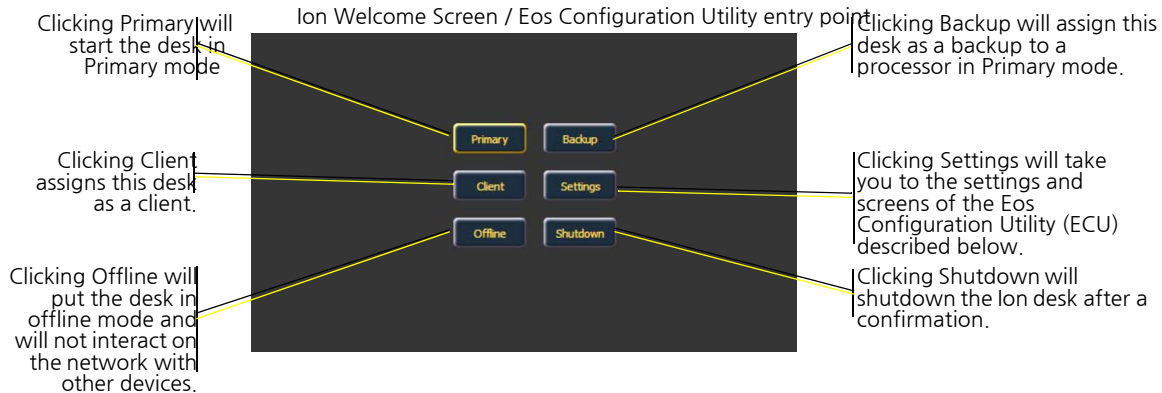 Ion Welcome Screen / Eos Configuration Utility entry point
Clicking Primary will
start the desk in
Primary mode
Clicking Backup will assign this
desk as a backup to a
processor in Primary mode.
Primary
Backup
Clicking Client
assigns this desk
as a client.
Client
Settings
Clicking Settings will take
you to the settings and
screens of the Eos
Configuration Utility (ECU)
described below.
Offline
Shutdown
Clicking Offline will
put the desk in
offline mode and
will not interact on
the network with
other devices.
Clicking Shutdown will
shutdown the Ion desk after a
confirmation.